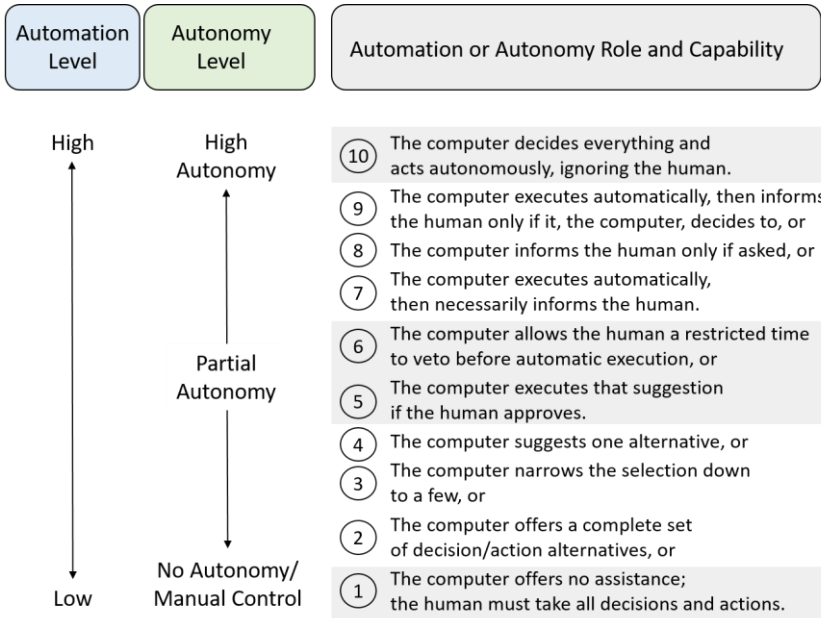 Automation
Level
Autonomy
Level
Automation or Autonomy Role and Capability
High
Low
High
Autonomy
Partial
Autonomy
No Autonomy/
Manual Control
10
The computer decides everything and
acts autonomously, ignoring the human.
9
The computer executes automatically, then informs
the human only if it, the computer, decides to, or
8
The computer informs the human only if asked, or
7
The computer executes automatically,
then necessarily informs the human.
6
The computer allows the human a restricted time
to veto before automatic execution, or
5
The computer executes that suggestion
if the human approves.
4
The computer suggests one alternative, or
3
The computer narrows the selection down
to a few, or
2
The computer offers a complete set
of decision/action alternatives, or
1
The computer offers no assistance;
the human must take all decisions and actions.